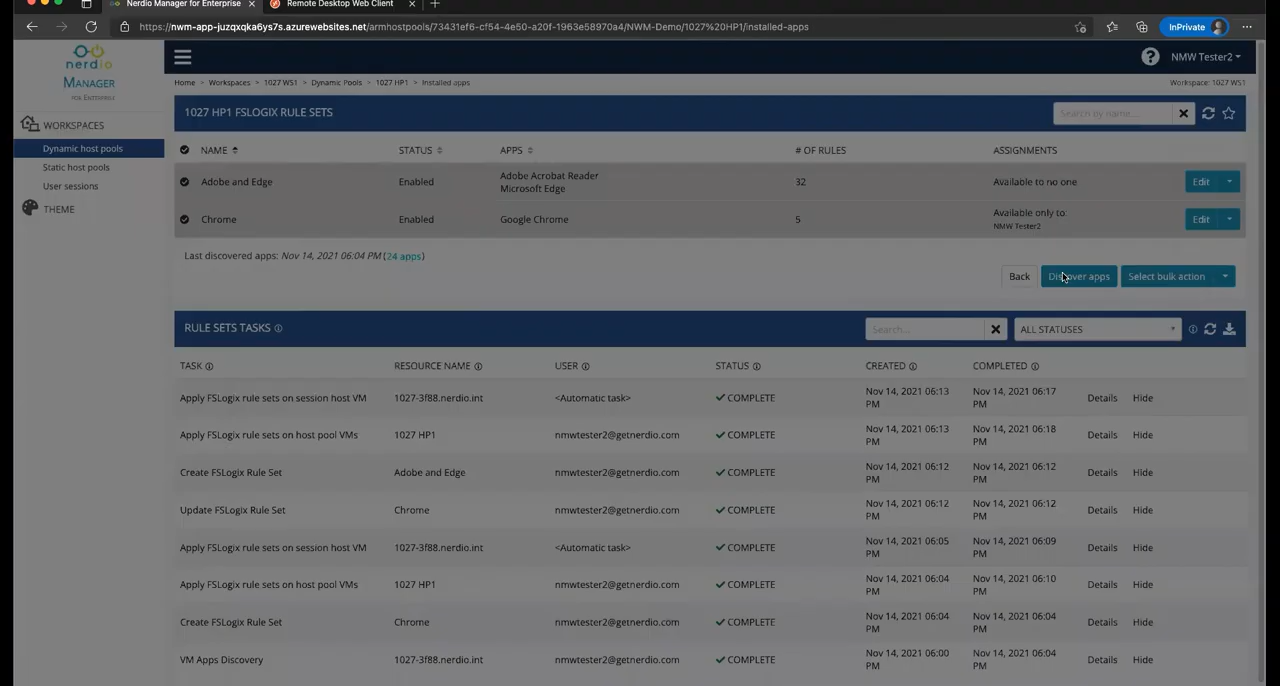 Nerdio Manager for Enterprise
Remote Desktop Web Client
https://nwm-app-juzqxqka6ys7s.azurewebsites.net/armhostpools/73431ef6-cf54-4e50-a20f-1963e58970a4/NWM-Demo/1027%20HP1/installed-apps
InPrivate
nerdio
MANAGER
FOR ENTERPRISE
NMW Tester2
Home > Workspaces > 1027 WS1 > Dynamic Pools > 1027 HP1 > Installed apps
Workspace: 1027 WS1
WORKSPACES
Dynamic host pools
Static host pools
User sessions
THEME
1027 HP1 FSLOGIX RULE SETS
Search by name...
NAME STATUS APPS # OF RULES ASSIGNMENTS
Adobe and Edge Enabled Adobe Acrobat Reader 32 Available to no one Edit
Microsoft Edge
Chrome Enabled Google Chrome 5 Available only to: Edit
NMW Tester2
Last discovered apps: Nov 14, 2021 06:04 PM (24 apps)
Back Discover apps Select bulk action
RULE SETS TASKS
Search... ALL STATUSES
TASK RESOURCE NAME USER STATUS CREATED COMPLETED
Apply FSLogix rule sets on session host VM 1027-3f88.nerdio.int <Automatic task> COMPLETE Nov 14, 2021 06:13 PM Nov 14, 2021 06:17 PM Details Hide
Apply FSLogix rule sets on host pool VMs 1027 HP1 nmwtester2@getnerdio.com COMPLETE Nov 14, 2021 06:13 PM Nov 14, 2021 06:18 PM Details Hide
Create FSLogix Rule Set Adobe and Edge nmwtester2@getnerdio.com COMPLETE Nov 14, 2021 06:12 PM Nov 14, 2021 06:12 PM Details Hide
Update FSLogix Rule Set Chrome nmwtester2@getnerdio.com COMPLETE Nov 14, 2021 06:12 PM Nov 14, 2021 06:12 PM Details Hide
Apply FSLogix rule sets on session host VM 1027-3f88.nerdio.int <Automatic task> COMPLETE Nov 14, 2021 06:05 PM Nov 14, 2021 06:09 PM Details Hide
Apply FSLogix rule sets on host pool VMs 1027 HP1 nmwtester2@getnerdio.com COMPLETE Nov 14, 2021 06:04 PM Nov 14, 2021 06:10 PM Details Hide
Create FSLogix Rule Set Chrome nmwtester2@getnerdio.com COMPLETE Nov 14, 2021 06:04 PM Nov 14, 2021 06:04 PM Details Hide
VM Apps Discovery 1027-3f88.nerdio.int nmwtester2@getnerdio.com COMPLETE Nov 14, 2021 06:00 PM Nov 14, 2021 06:04 PM Details Hide